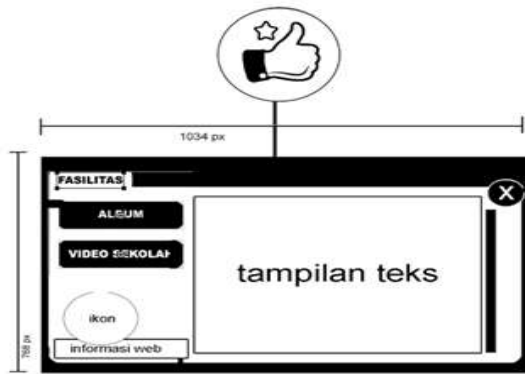 1034 px
768 px
FASILITAS
X
ALBUM
VIDEO SEKOLAH
tampilan teks
ikon
informasi web